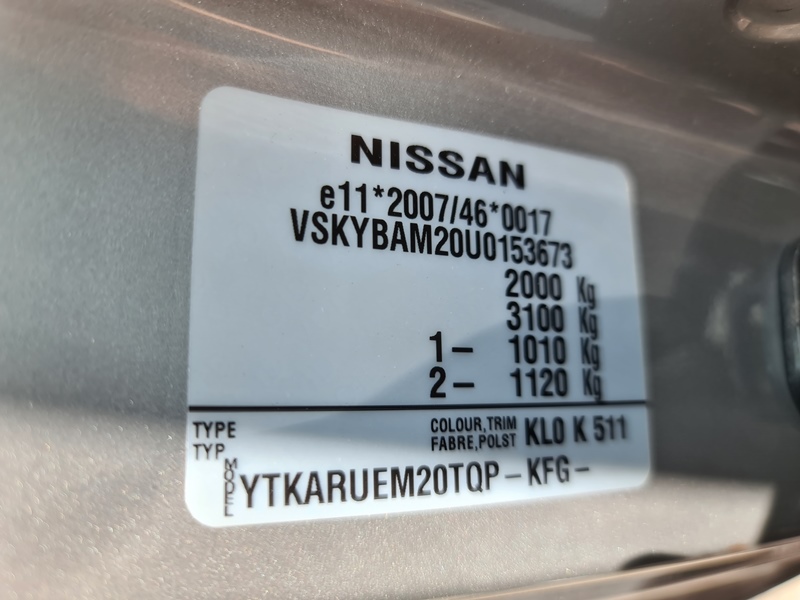 NISSAN
e11*2007/46*0017
VSKYBAM20U0153673
2000 Kg
3100 Kg
1- 1010 Kg
2- 1120 Kg
TYPE
TYP
COLOUR,TRIM
FABRE,POLST
KL0 K 511
MODEL
YTKARUEM20TQP-KFG-